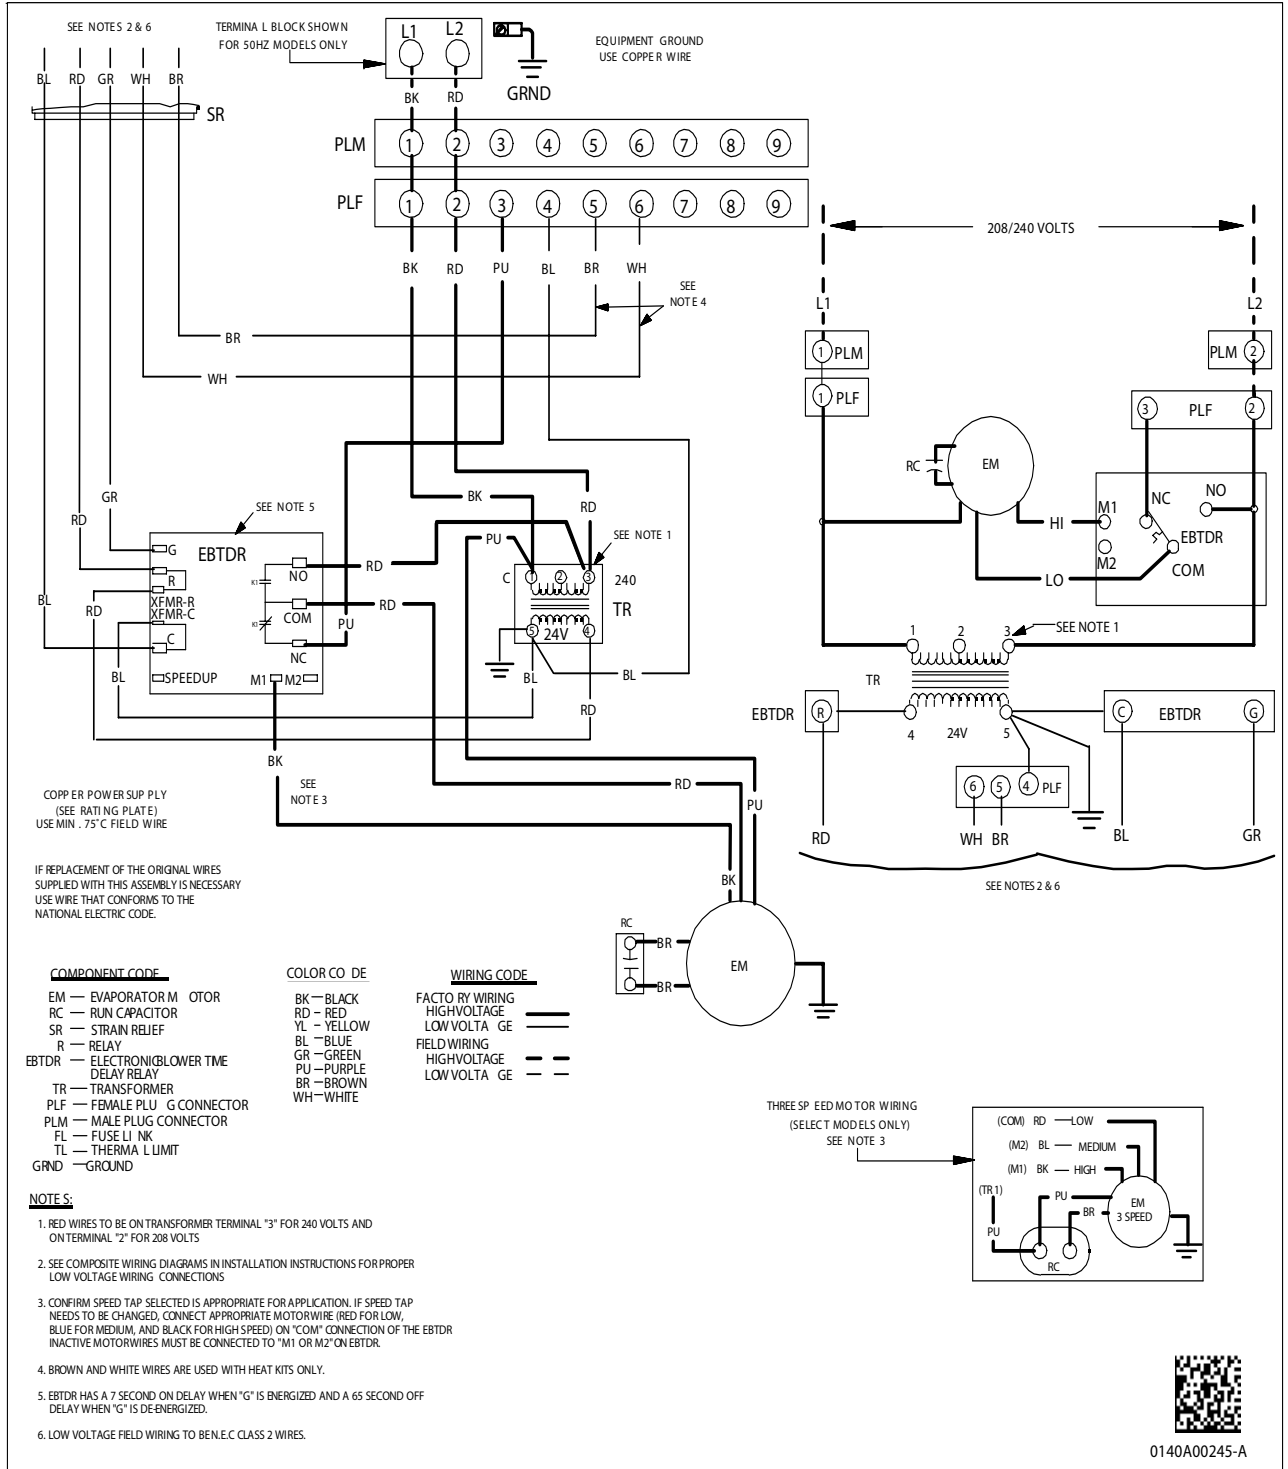 SEE NOTES 2 & 6
TERMINAL BLOCK SHOWN
FOR 50HZ MODELS ONLY
L1 L2
EQUIPMENT GROUND
USE COPPER WIRE
GRND
BL RD GR WH BR
SR
BK RD
PLM 1 2 3 4 5 6 7 8 9
PLF 1 2 3 4 5 6 7 8 9
BK RD PU BL BR WH
SEE
NOTE 4
BR
WH
208/240 VOLTS
L1
L2
1 PLM
PLM 2
1 PLF
3 PLF 2
RC
EM
M1
NC
NO
HI
EBTDR
M2
COM
LO
GR
RD
BK
RD
SEE NOTE 5
PU
SEE NOTE 1
EBTDR
G
R
XFMR-R
XFMR-C
C
SPEEDUP
K1
K1
NO
COM
NC
M1 M2
RD
RD
PU
C 1 2 3 240
TR
5 24V 4
BL
RD
BL
BL
BL
RD
1 2 3
SEE NOTE 1
TR
EBTDR R
4 24V 5
C EBTDR G
6 5 4 PLF
RD
WH BR
BL
GR
SEE NOTES 2 & 6
BK
SEE
NOTE 3
RD
PU
BK
COPPER POWER SUPPLY
(SEE RATING PLATE)
USE MIN. 75°C FIELD WIRE
IF REPLACEMENT OF THE ORIGINAL WIRES
SUPPLIED WITH THIS ASSEMBLY IS NECESSARY
USE WIRE THAT CONFORMS TO THE
NATIONAL ELECTRIC CODE.
RC
BR
BR
EM
COMPONENT CODE
EM — EVAPORATOR MOTOR
RC — RUN CAPACITOR
SR — STRAIN RELIEF
R — RELAY
EBTDR — ELECTRONIC BLOWER TIME
DELAY RELAY
TR — TRANSFORMER
PLF — FEMALE PLUG CONNECTOR
PLM — MALE PLUG CONNECTOR
FL — FUSE LINK
TL — THERMAL LIMIT
GRND — GROUND
COLOR CODE
BK — BLACK
RD – RED
YL – YELLOW
BL — BLUE
GR — GREEN
PU — PURPLE
BR — BROWN
WH — WHITE
WIRING CODE
FACTORY WIRING
HIGH VOLTAGE
LOW VOLTAGE
FIELD WIRING
HIGH VOLTAGE
LOW VOLTAGE
THREE SPEED MOTOR WIRING
(SELECT MODELS ONLY)
SEE NOTE 3
(COM) RD — LOW
(M2) BL — MEDIUM
(M1) BK — HIGH
(TR 1)
PU
PU
BR
EM
3 SPEED
RC
NOTES:
1. RED WIRES TO BE ON TRANSFORMER TERMINAL "3" FOR 240 VOLTS AND
ON TERMINAL "2" FOR 208 VOLTS
2. SEE COMPOSITE WIRING DIAGRAMS IN INSTALLATION INSTRUCTIONS FOR PROPER
LOW VOLTAGE WIRING CONNECTIONS
3. CONFIRM SPEED TAP SELECTED IS APPROPRIATE FOR APPLICATION. IF SPEED TAP
NEEDS TO BE CHANGED, CONNECT APPROPRIATE MOTOR WIRE (RED FOR LOW,
BLUE FOR MEDIUM, AND BLACK FOR HIGH SPEED) ON "COM" CONNECTION OF THE EBTDR
INACTIVE MOTOR WIRES MUST BE CONNECTED TO "M1 OR M2" ON EBTDR.
4. BROWN AND WHITE WIRES ARE USED WITH HEAT KITS ONLY.
5. EBTDR HAS A 7 SECOND ON DELAY WHEN "G" IS ENERGIZED AND A 65 SECOND OFF
DELAY WHEN "G" IS DE-ENERGIZED.
6. LOW VOLTAGE FIELD WIRING TO BE N.E.C CLASS 2 WIRES.
0140A00245-A